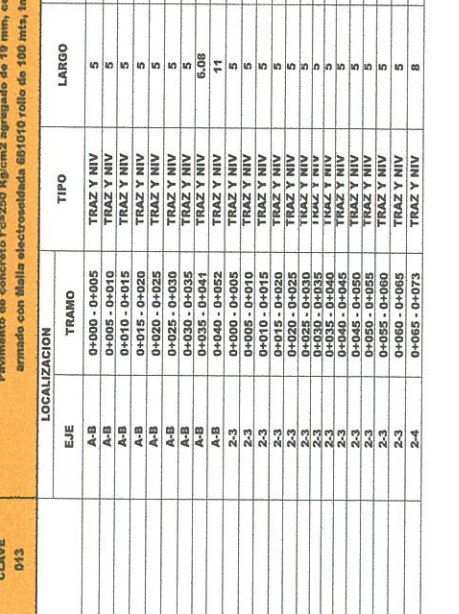 CLAVE
013
Pavimento de concreto f'c=250 Kg/cm2 agregado de 19 mm,
armado con Malla electrosoldada 661010 rollo de 100 mts,
LOCALIZACION
EJE TRAMO TIPO LARGO
A-B 0+000 - 0+005 TRAZ Y NIV 5
A-B 0+005 - 0+010 TRAZ Y NIV 5
A-B 0+010 - 0+015 TRAZ Y NIV 5
A-B 0+015 - 0+020 TRAZ Y NIV 5
A-B 0+020 - 0+025 TRAZ Y NIV 5
A-B 0+025 - 0+030 TRAZ Y NIV 5
A-B 0+030 - 0+035 TRAZ Y NIV 5
A-B 0+035 - 0+041 TRAZ Y NIV 6.08
A-B 0+040 - 0+052 TRAZ Y NIV 11
2-3 0+000 - 0+005 TRAZ Y NIV 5
2-3 0+005 - 0+010 TRAZ Y NIV 5
2-3 0+010 - 0+015 TRAZ Y NIV 5
2-3 0+015 - 0+020 TRAZ Y NIV 5
2-3 0+020 - 0+025 TRAZ Y NIV 5
2-3 0+025 - 0+030 TRAZ Y NIV 5
2-3 0+030 - 0+035 TRAZ Y NIV 5
2-3 0+035 - 0+040 TRAZ Y NIV 5
2-3 0+040 - 0+045 TRAZ Y NIV 5
2-3 0+045 - 0+050 TRAZ Y NIV 5
2-3 0+050 - 0+055 TRAZ Y NIV 5
2-3 0+055 - 0+060 TRAZ Y NIV 5
2-3 0+060 - 0+065 TRAZ Y NIV 5
2-4 0+065 - 0+073 TRAZ Y NIV 8